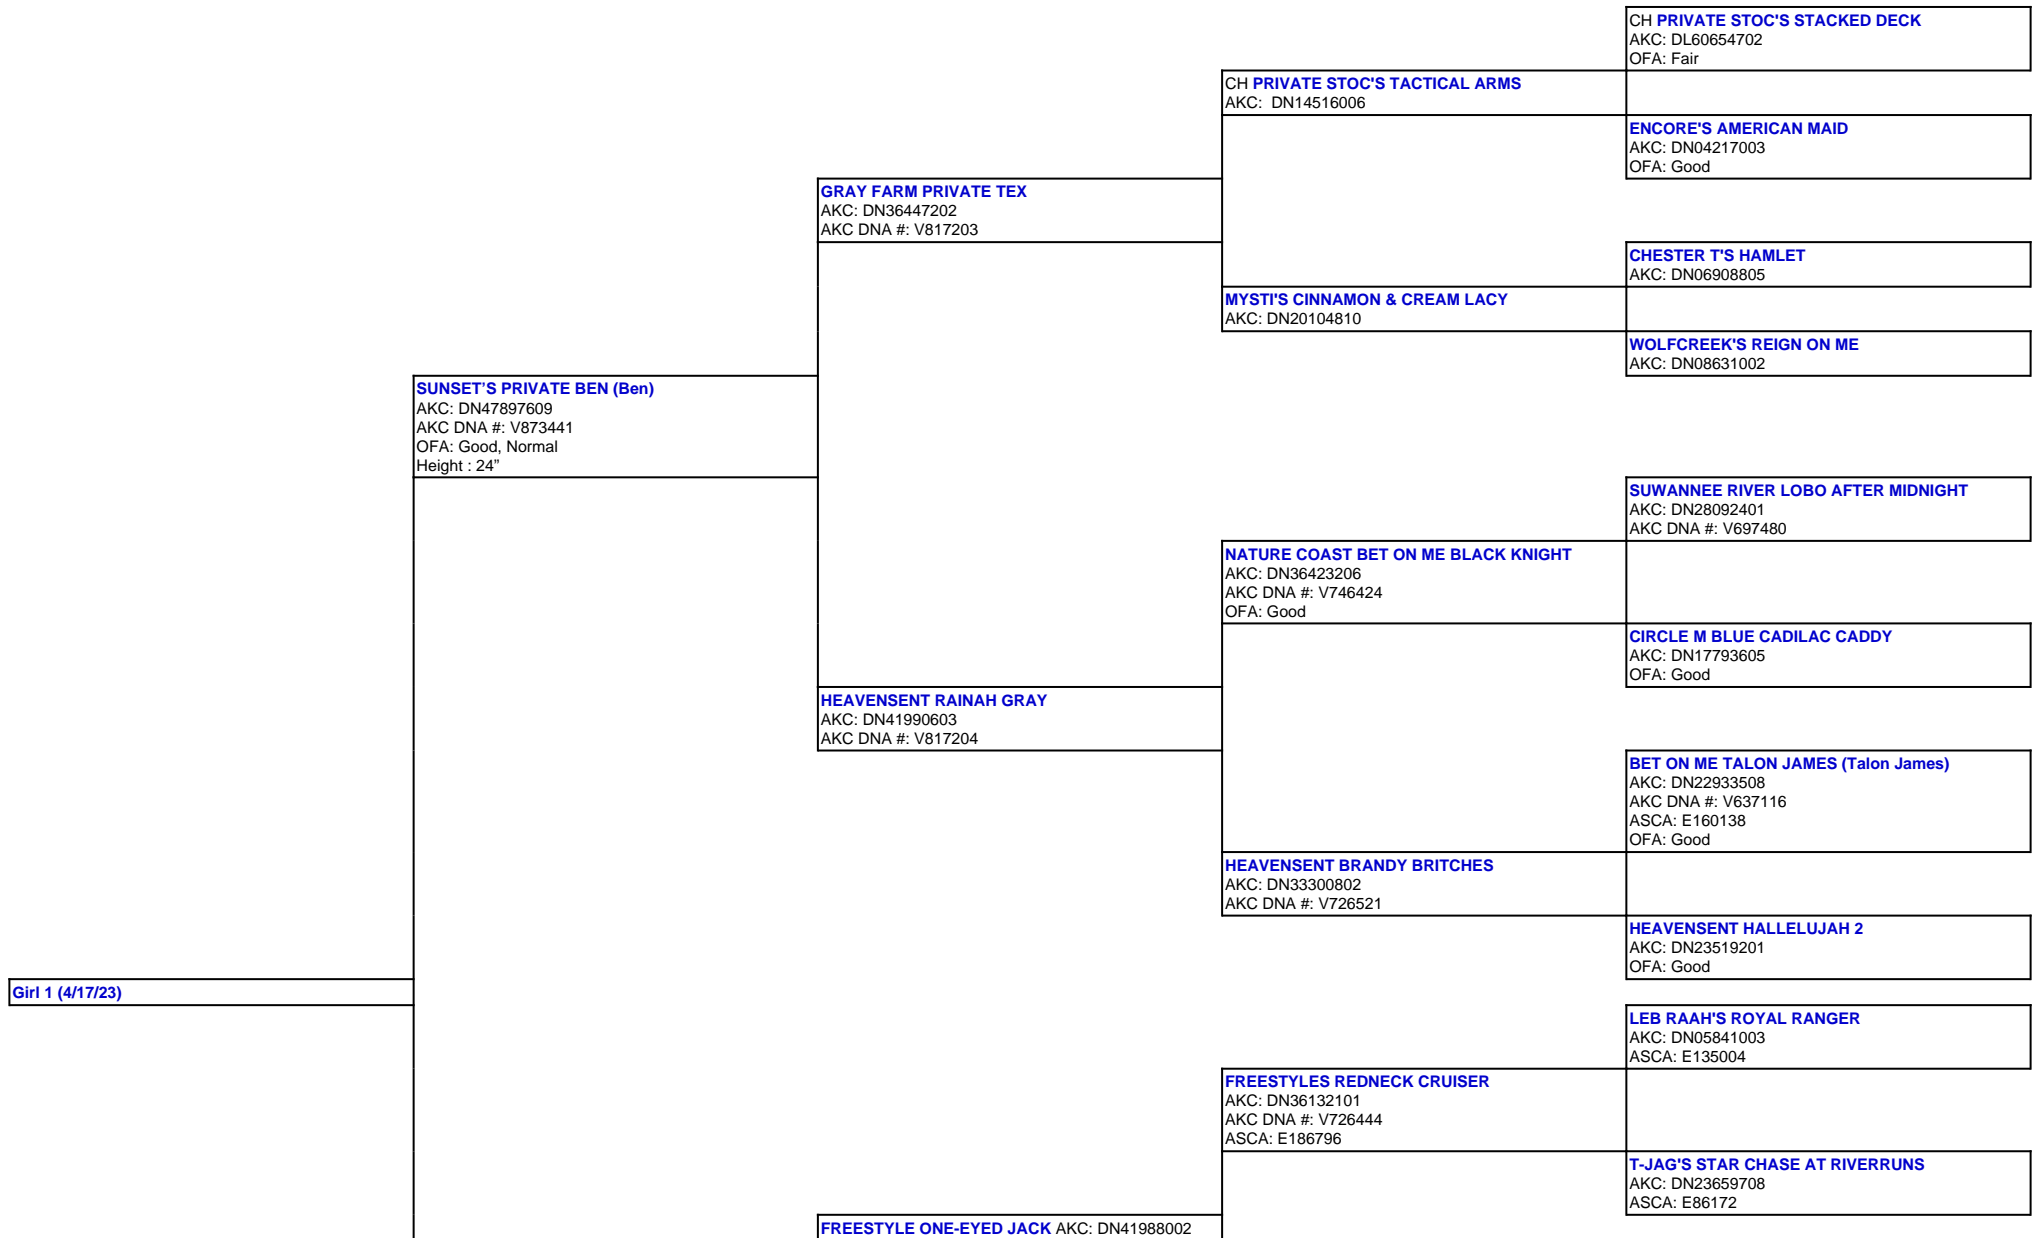 CH PRIVATE STOC'S STACKED DECK
AKC: DL60654702
OFA: Fair
CH PRIVATE STOC'S TACTICAL ARMS
AKC:  DN14516006
ENCORE'S AMERICAN MAID
AKC: DN04217003
OFA: Good
GRAY FARM PRIVATE TEX
AKC: DN36447202
AKC DNA #: V817203
CHESTER T'S HAMLET
AKC: DN06908805
MYSTI'S CINNAMON & CREAM LACY
AKC: DN20104810
WOLFCREEK'S REIGN ON ME
AKC: DN08631002
SUNSET’S PRIVATE BEN (Ben)
AKC: DN47897609
AKC DNA #: V873441
OFA: Good, Normal
Height : 24”
SUWANNEE RIVER LOBO AFTER MIDNIGHT
AKC: DN28092401
AKC DNA #: V697480
NATURE COAST BET ON ME BLACK KNIGHT
AKC: DN36423206
AKC DNA #: V746424
OFA: Good
CIRCLE M BLUE CADILAC CADDY
AKC: DN17793605
OFA: Good
HEAVENSENT RAINAH GRAY
AKC: DN41990603
AKC DNA #: V817204
BET ON ME TALON JAMES (Talon James)
AKC: DN22933508
AKC DNA #: V637116
ASCA: E160138
OFA: Good
HEAVENSENT BRANDY BRITCHES
AKC: DN33300802
AKC DNA #: V726521
HEAVENSENT HALLELUJAH 2
AKC: DN23519201
OFA: Good
Girl 1 (4/17/23)
LEB RAAH'S ROYAL RANGER
AKC: DN05841003
ASCA: E135004
FREESTYLES REDNECK CRUISER
AKC: DN36132101
AKC DNA #: V726444
ASCA: E186796
T-JAG'S STAR CHASE AT RIVERRUNS
AKC: DN23659708
ASCA: E86172
FREESTYLE ONE-EYED JACK AKC: DN41988002